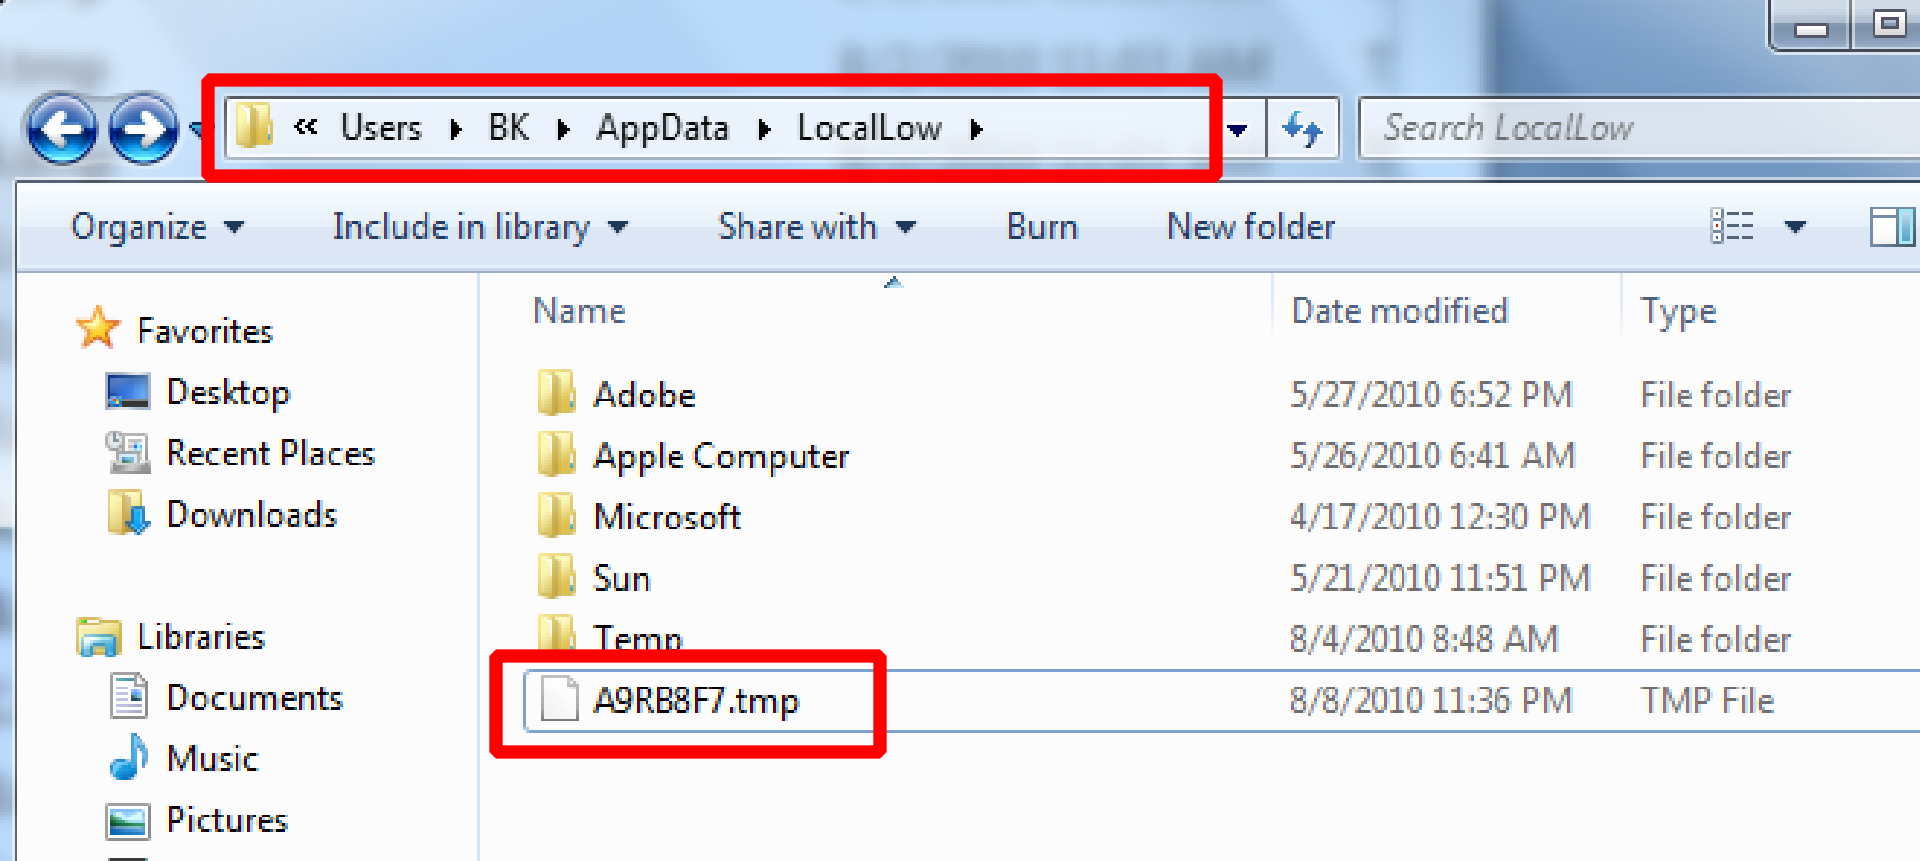 « Users ▸ BK ▸ AppData ▸ LocalLow ▸ Search LocalLow
Organize Include in library Share with Burn New folder
Name Date modified Type
Favorites
Desktop
Recent Places
Downloads
Libraries
Documents
Music
Pictures
Adobe 5/27/2010 6:52 PM File folder
Apple Computer 5/26/2010 6:41 AM File folder
Microsoft 4/17/2010 12:30 PM File folder
Sun 5/21/2010 11:51 PM File folder
Temp 8/4/2010 8:48 AM File folder
A9RB8F7.tmp 8/8/2010 11:36 PM TMP File